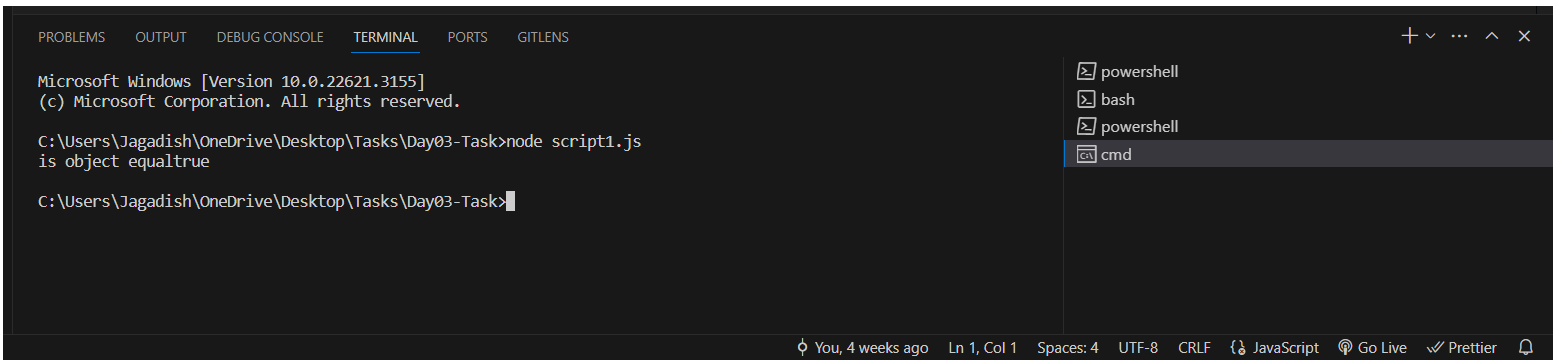 PROBLEMS OUTPUT DEBUG CONSOLE TERMINAL PORTS GITLENS
Microsoft Windows [Version 10.0.22621.3155]
(c) Microsoft Corporation. All rights reserved.
C:\Users\Jagadish\OneDrive\Desktop\Tasks\Day03-Task>node script1.js
is object equaltrue
C:\Users\Jagadish\OneDrive\Desktop\Tasks\Day03-Task>
powershell
bash
powershell
cmd
You, 4 weeks ago Ln 1, Col 1 Spaces: 4 UTF-8 CRLF JavaScript Go Live Prettier